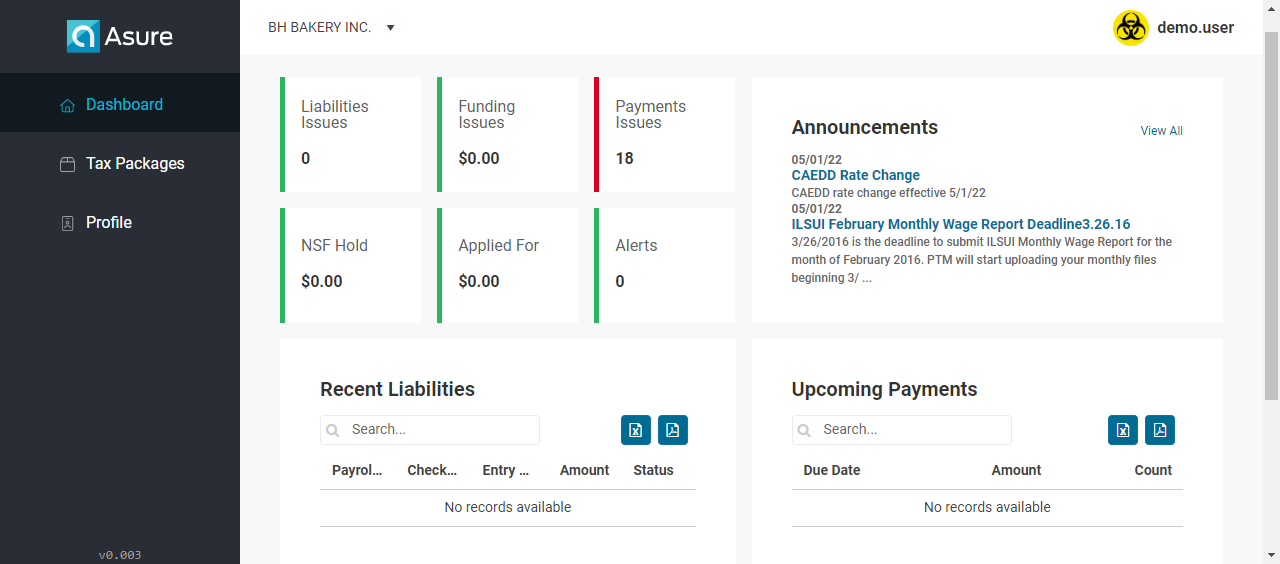 Asure
BH BAKERY INC.
demo.user
Dashboard
Tax Packages
Profile
v0.003
Liabilities
Issues
0
Funding
Issues
$0.00
Payments
Issues
18
NSF Hold
$0.00
Applied For
$0.00
Alerts
0
Announcements
View All
05/01/22
CAEDD Rate Change
CAEDD rate change effective 5/1/22
05/01/22
ILSUI February Monthly Wage Report Deadline3.26.16
3/26/2016 is the deadline to submit ILSUI Monthly Wage Report for the
month of February 2016. PTM will start uploading your monthly files
beginning 3/ ...
Recent Liabilities
Search...
Payrol... Check... Entry ... Amount Status
No records available
Upcoming Payments
Search...
Due Date Amount Count
No records available